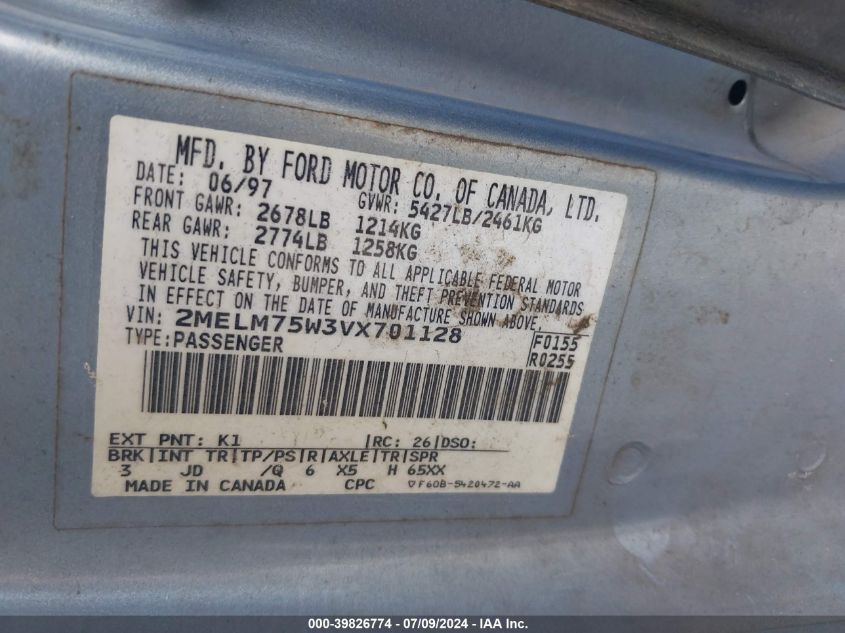 MFD. BY FORD MOTOR CO. OF CANADA, LTD.
DATE: 06/97 GVWR: 5427LB/2461KG
FRONT GAWR: 2678LB 1214KG
REAR GAWR: 2774LB 1258KG
THIS VEHICLE CONFORMS TO ALL APPLICABLE FEDERAL MOTOR
VEHICLE SAFETY, BUMPER, AND THEFT PREVENTION STANDARDS
IN EFFECT ON THE DATE OF MANUFACTURE SHOWN ABOVE.
VIN: 2MELM75W3VX701128 F0155
TYPE: PASSENGER R0255
EXT PNT: K1 |RC: 26|DSO:
BRK|INT TR|TP/PS|R|AXLE|TR|SPR
3 JD /Q 6 X5 H 65XX
MADE IN CANADA CPC ▽F60B-5420472-AA
000-39826774 - 07/09/2024 - IMPACT Auto Auctions Inc.